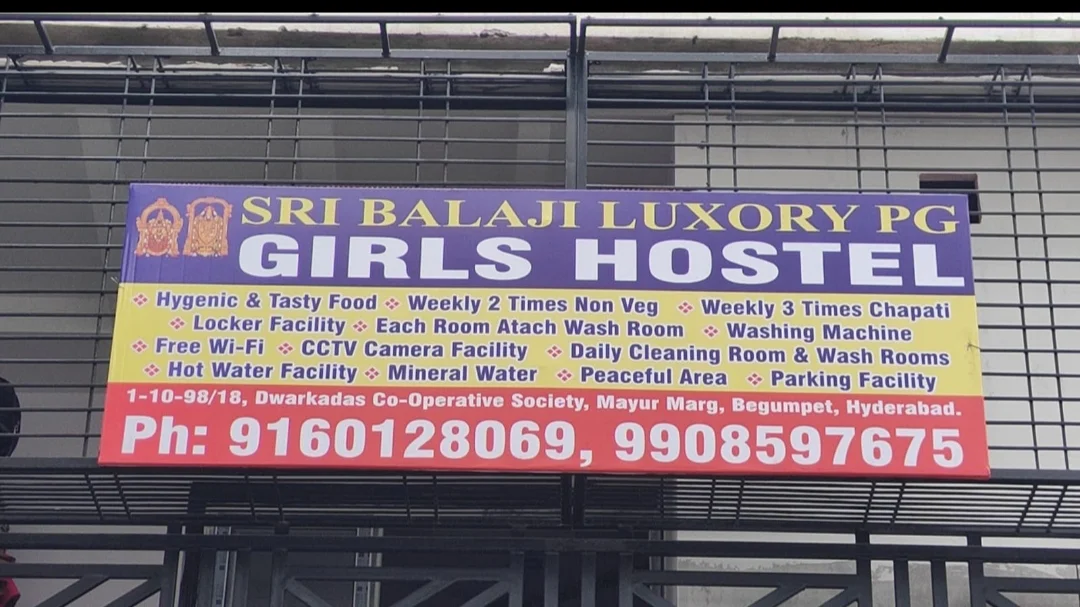 SRI BALAJI LUXORY PG
GIRLS HOSTEL
Hygenic & Tasty Food Weekly 2 Times Non Veg Weekly 3 Times Chapati
Locker Facility Each Room Atach Wash Room Washing Machine
Free Wi-Fi CCTV Camera Facility Daily Cleaning Room & Wash Rooms
Hot Water Facility Mineral Water Peaceful Area Parking Facility
1-10-98/18, Dwarkadas Co-Operative Society, Mayur Marg, Begumpet, Hyderabad.
Ph: 9160128069, 9908597675